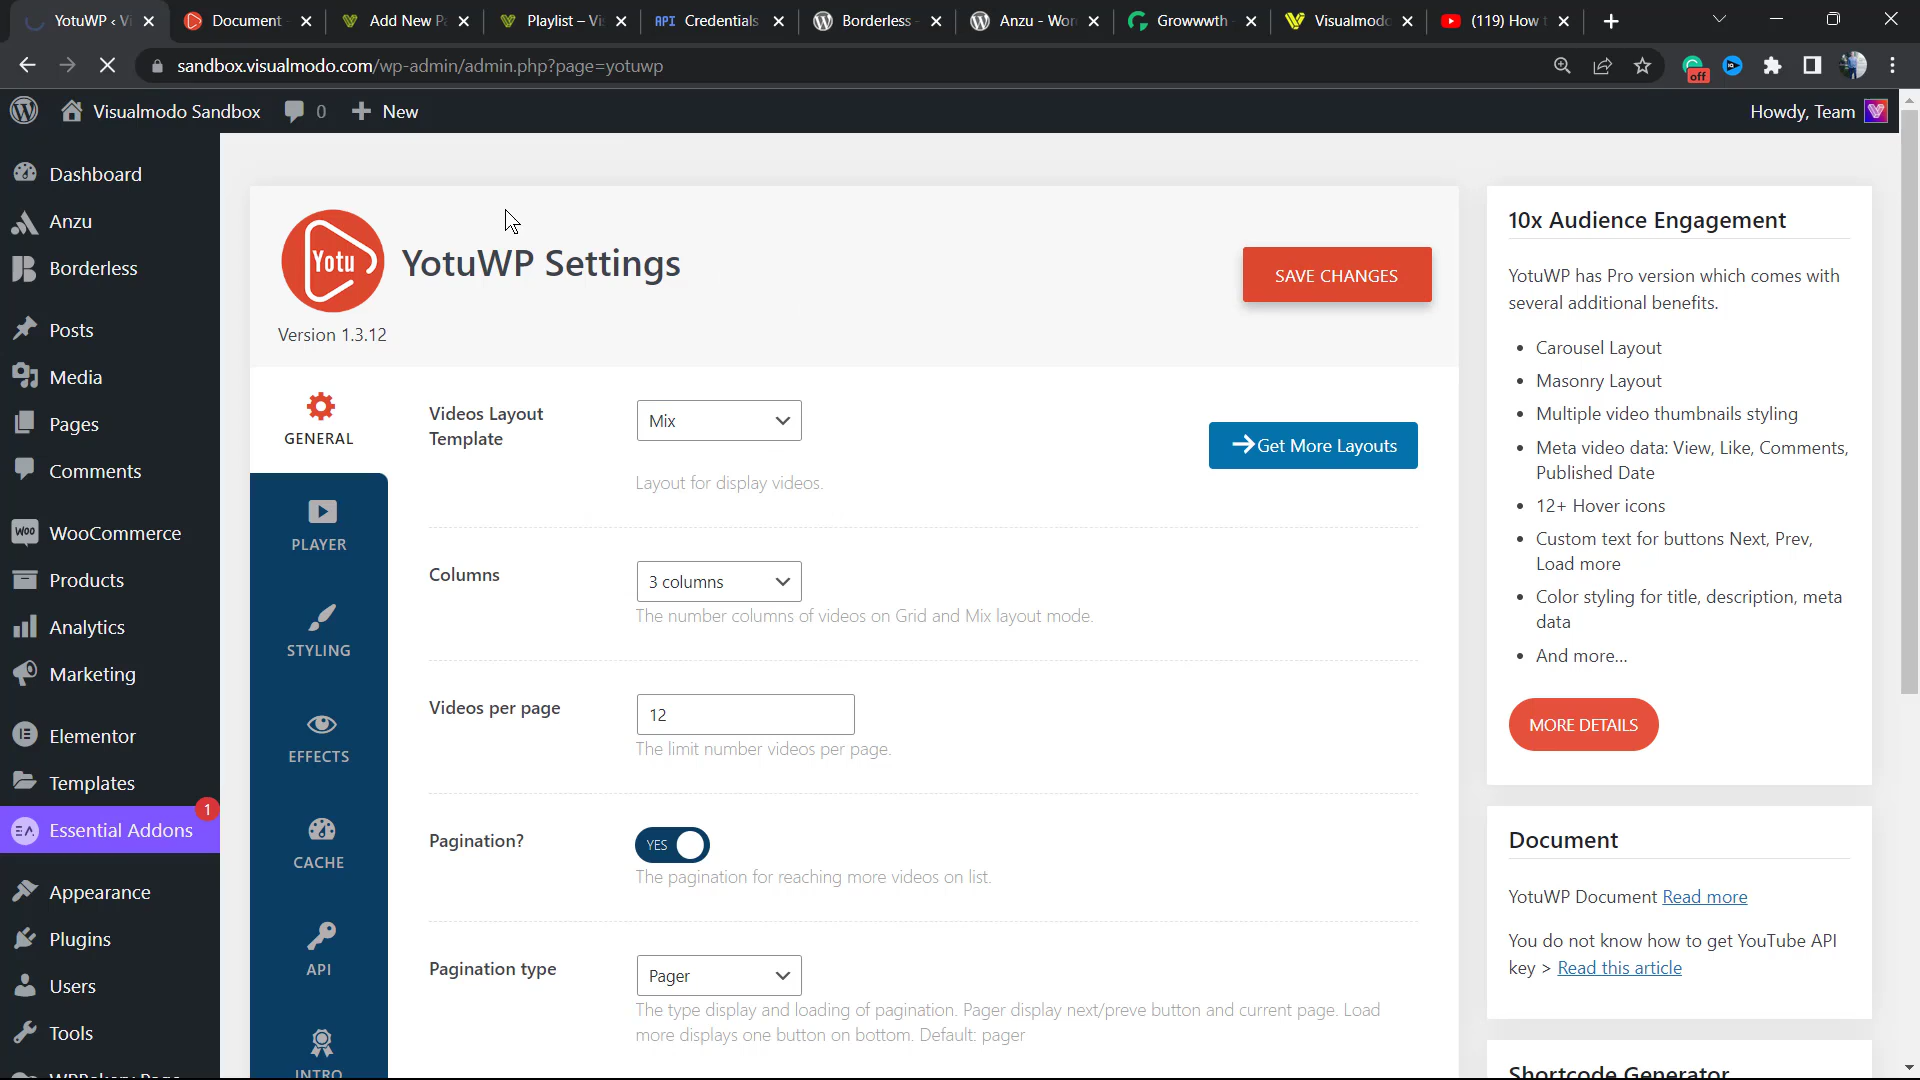 YotuWP ‹ Vi
Document
Add New P
Playlist – Vi
API Credentials
Borderless
Anzu - Wor
Growwwth
Visualmodo
(119) How t
sandbox.visualmodo.com/wp-admin/admin.php?page=yotuwp
off
Visualmodo Sandbox
0
New
Howdy, Team
Dashboard
Anzu
Borderless
Posts
Media
Pages
Comments
WooCommerce
Products
Analytics
Marketing
Elementor
Templates
Essential Addons
1
Appearance
Plugins
Users
Tools
Yotu
Version 1.3.12
YotuWP Settings
SAVE CHANGES
GENERAL
PLAYER
STYLING
EFFECTS
CACHE
API
INTRO
Videos Layout
Template
Mix
Get More Layouts
Layout for display videos.
Columns
3 columns
The number columns of videos on Grid and Mix layout mode.
Videos per page
12
The limit number videos per page.
Pagination?
YES
The pagination for reaching more videos on list.
Pagination type
Pager
The type display and loading of pagination. Pager display next/preve button and current page. Load
more displays one button on bottom. Default: pager
10x Audience Engagement
YotuWP has Pro version which comes with
several additional benefits.
• Carousel Layout
• Masonry Layout
• Multiple video thumbnails styling
• Meta video data: View, Like, Comments,
Published Date
• 12+ Hover icons
• Custom text for buttons Next, Prev,
Load more
• Color styling for title, description, meta
data
• And more...
MORE DETAILS
Document
YotuWP Document Read more
You do not know how to get YouTube API
key > Read this article
Shortcode Generator